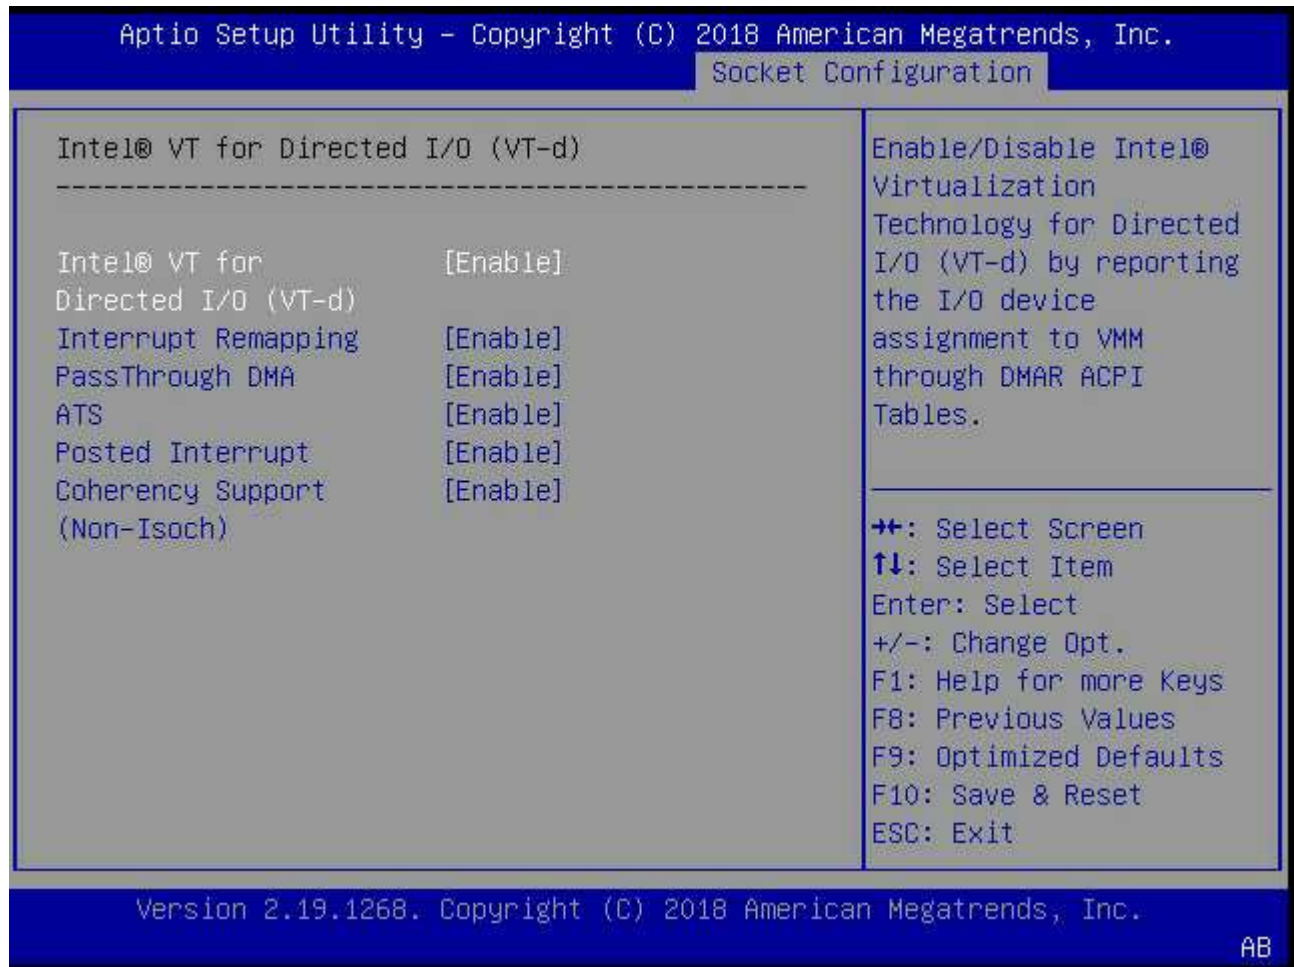 Aptio Setup Utility – Copyright (C) 2018 American Megatrends, Inc.
Socket Configuration
Intel® VT for Directed I/O (VT-d)
-----------------------------------------------
Intel® VT for [Enable]
Directed I/O (VT-d)
Interrupt Remapping [Enable]
PassThrough DMA [Enable]
ATS [Enable]
Posted Interrupt [Enable]
Coherency Support [Enable]
(Non-Isoch)
Enable/Disable Intel®
Virtualization
Technology for Directed
I/O (VT-d) by reporting
the I/O device
assignment to VMM
through DMAR ACPI
Tables.
→←: Select Screen
↑↓: Select Item
Enter: Select
+/-: Change Opt.
F1: Help for more Keys
F8: Previous Values
F9: Optimized Defaults
F10: Save & Reset
ESC: Exit
Version 2.19.1268. Copyright (C) 2018 American Megatrends, Inc.
AB